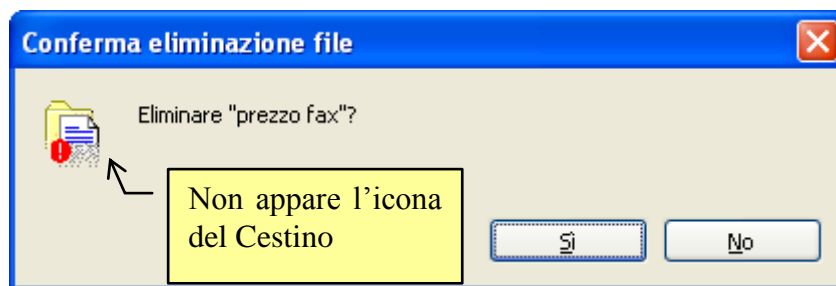 Conferma eliminazione file
Eliminare "prezzo fax"?
Non appare l’icona
del Cestino
Sì
No